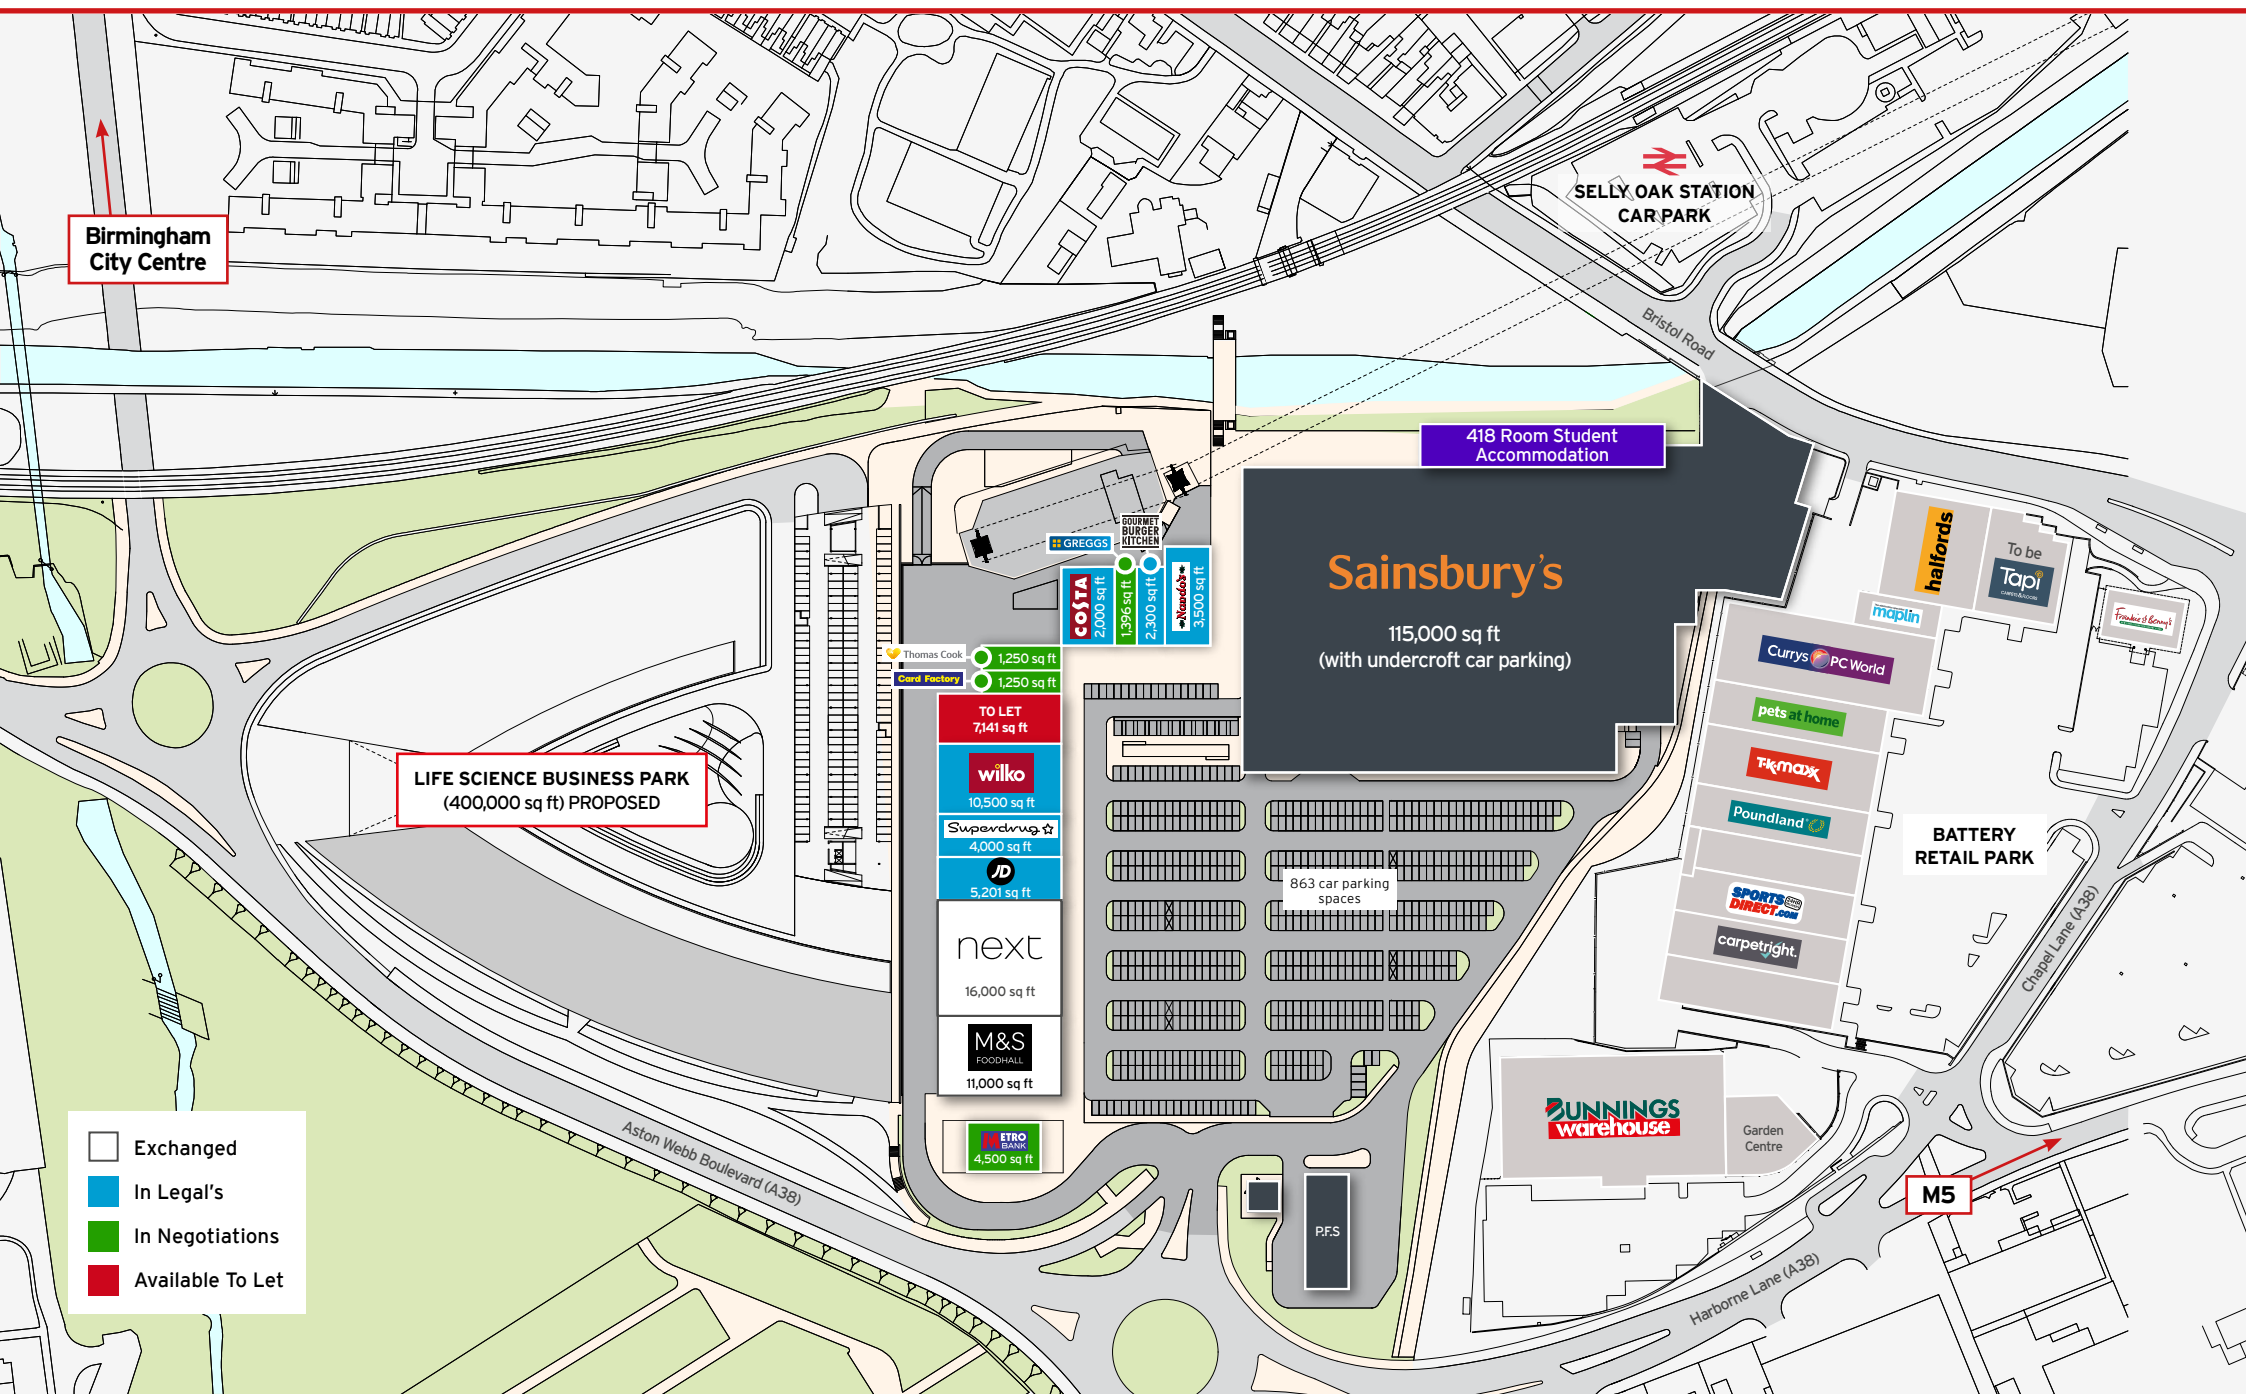 SELLY OAK STATION
CAR PARK
Birmingham
City Centre
Bristol Road
418 Room Student
Accommodation
Sainsbury's
115,000 sq ft
(with undercroft car parking)
GOURMET
BURGER
KITCHEN
GREGGS
COSTA
2,000 sq ft
1,396 sq ft
2,300 sq ft
Nando's
3,500 sq ft
Thomas Cook
1,250 sq ft
Card Factory
1,250 sq ft
TO LET
7,141 sq ft
wilko
10,500 sq ft
Superdrug
4,000 sq ft
JD
5,201 sq ft
next
16,000 sq ft
M&S
FOODHALL
11,000 sq ft
METRO
BANK
4,500 sq ft
LIFE SCIENCE BUSINESS PARK
(400,000 sq ft) PROPOSED
863 car parking
spaces
halfords
To be
Tapi
CARPETS & FLOORS
maplin
Frankie & Benny's
Currys PC World
pets at home
TK maxx
Poundland
SPORTS
DIRECT.COM
carpetright.
BATTERY
RETAIL PARK
Chapel Lane (A38)
BUNNINGS
warehouse
Garden
Centre
M5
P.F.S
Harborne Lane (A38)
Aston Webb Boulevard (A38)
Exchanged
In Legal's
In Negotiations
Available To Let